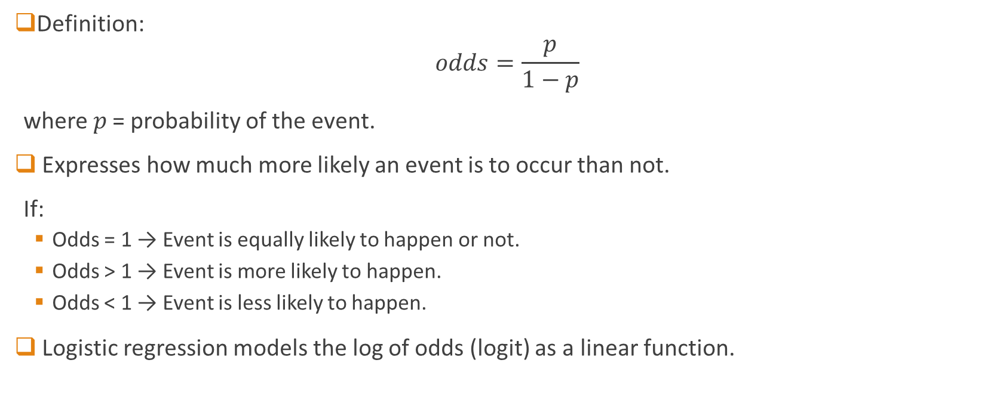 Definition:
odds = p / (1 − p)
where p = probability of the event.
Expresses how much more likely an event is to occur than not.
If:
Odds = 1 → Event is equally likely to happen or not.
Odds > 1 → Event is more likely to happen.
Odds < 1 → Event is less likely to happen.
Logistic regression models the log of odds (logit) as a linear function.